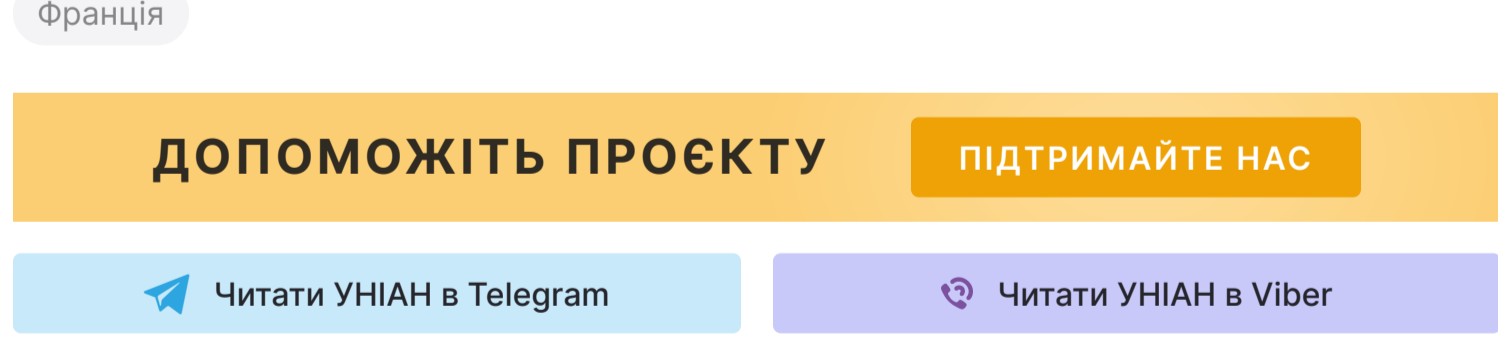 Франція
ДОПОМОЖІТЬ ПРОЄКТУ
ПІДТРИМАЙТЕ НАС
Читати УНІАН в Telegram
Читати УНІАН в Viber